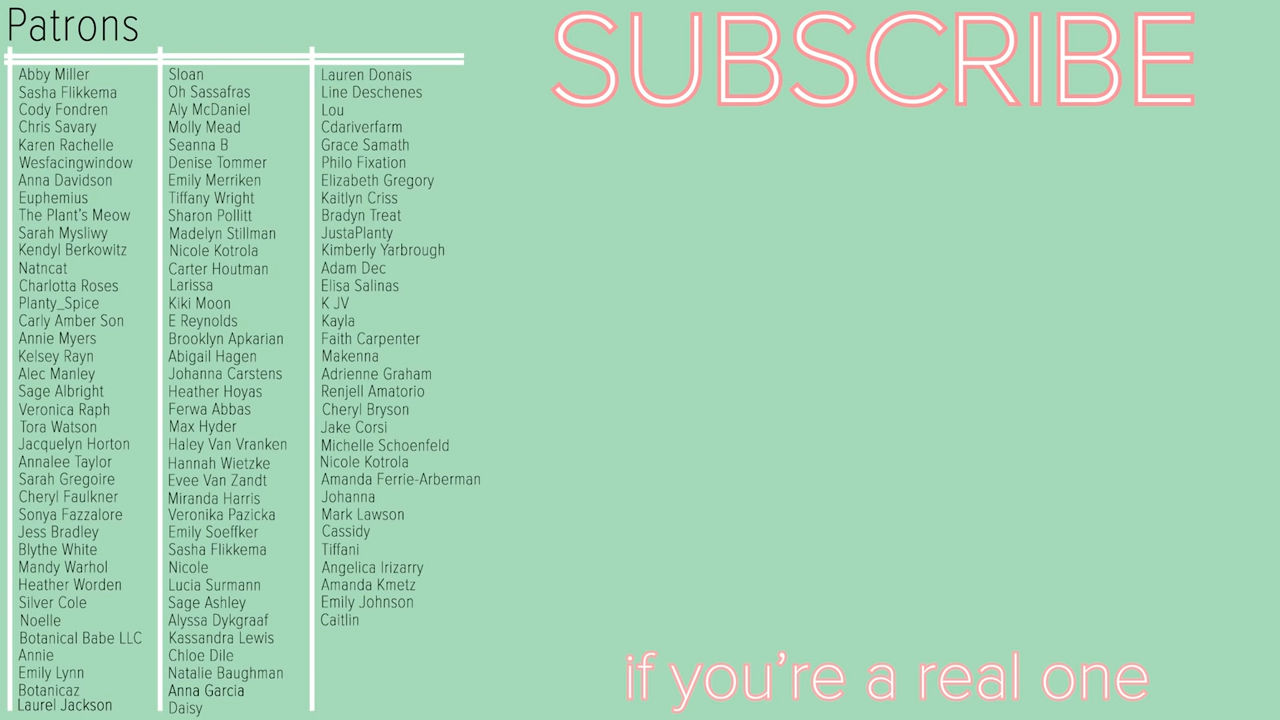 Patrons
Abby Miller
Sasha Flikkema
Cody Fondren
Chris Savary
Karen Rachelle
Wesfacingwindow
Anna Davidson
Euphemius
The Plant's Meow
Sarah Mysliwy
Kendyl Berkowitz
Natncat
Charlotta Roses
Planty_Spice
Carly Amber Son
Annie Myers
Kelsey Rayn
Alec Manley
Sage Albright
Veronica Raph
Tora Watson
Jacquelyn Horton
Annalee Taylor
Sarah Gregoire
Cheryl Faulkner
Sonya Fazzalore
Jess Bradley
Blythe White
Mandy Warhol
Heather Worden
Silver Cole
Noelle
Botanical Babe LLC
Annie
Emily Lynn
Botanicaz
Laurel Jackson
Sloan
Oh Sassafras
Aly McDaniel
Molly Mead
Seanna B
Denise Tommer
Emily Merriken
Tiffany Wright
Sharon Pollitt
Madelyn Stillman
Nicole Kotrola
Carter Houtman
Larissa
Kiki Moon
E Reynolds
Brooklyn Apkarian
Abigail Hagen
Johanna Carstens
Heather Hoyas
Ferwa Abbas
Max Hyder
Haley Van Vranken
Hannah Wietzke
Evee Van Zandt
Miranda Harris
Veronika Pazicka
Emily Soeffker
Sasha Flikkema
Nicole
Lucia Surmann
Sage Ashley
Alyssa Dykgraaf
Kassandra Lewis
Chloe Dile
Natalie Baughman
Anna Garcia
Daisy
Lauren Donais
Line Deschenes
Lou
Cdariverfarm
Grace Samath
Philo Fixation
Elizabeth Gregory
Kaitlyn Criss
Bradyn Treat
JustaPlanty
Kimberly Yarbrough
Adam Dec
Elisa Salinas
K JV
Kayla
Faith Carpenter
Makenna
Adrienne Graham
Renjell Amatorio
Cheryl Bryson
Jake Corsi
Michelle Schoenfeld
Nicole Kotrola
Amanda Ferrie-Arberman
Johanna
Mark Lawson
Cassidy
Tiffani
Angelica Irizarry
Amanda Kmetz
Emily Johnson
Caitlin
SUBSCRIBE
if you're a real one